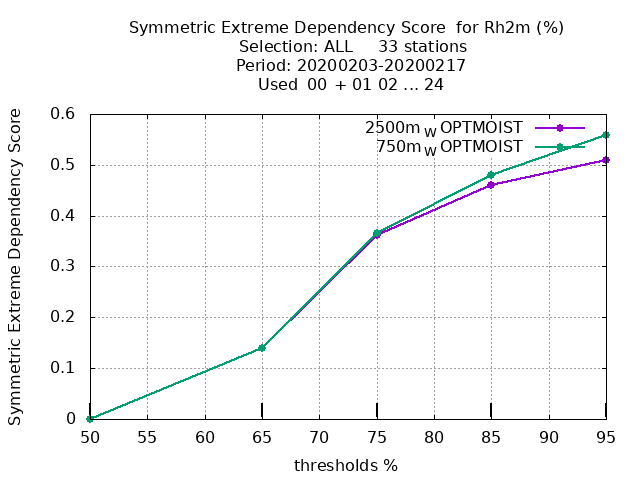 Symmetric Extreme Dependency Score for Rh2m (%)
Selection: ALL 33 stations
Period: 20200203-20200217
Used 00 + 01 02 ... 24
2500m W OPTMOIST
750m W OPTMOIST
Symmetric Extreme Dependency Score
0.6
0.5
0.4
0.3
0.2
0.1
0
50 55 60 65 70 75 80 85 90 95
thresholds %